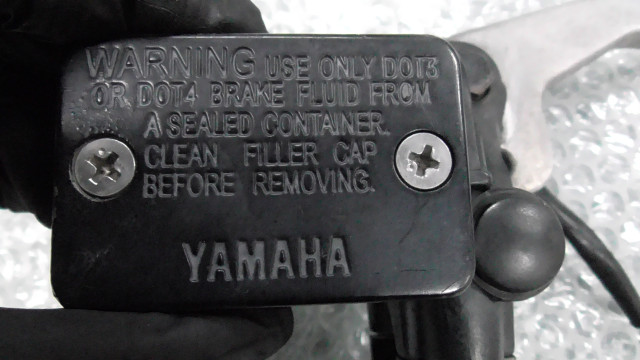 WARNING USE ONLY DOT3
OR DOT4 BRAKE FLUID FROM
A SEALED CONTAINER.
CLEAN FILLER CAP
BEFORE REMOVING.
YAMAHA